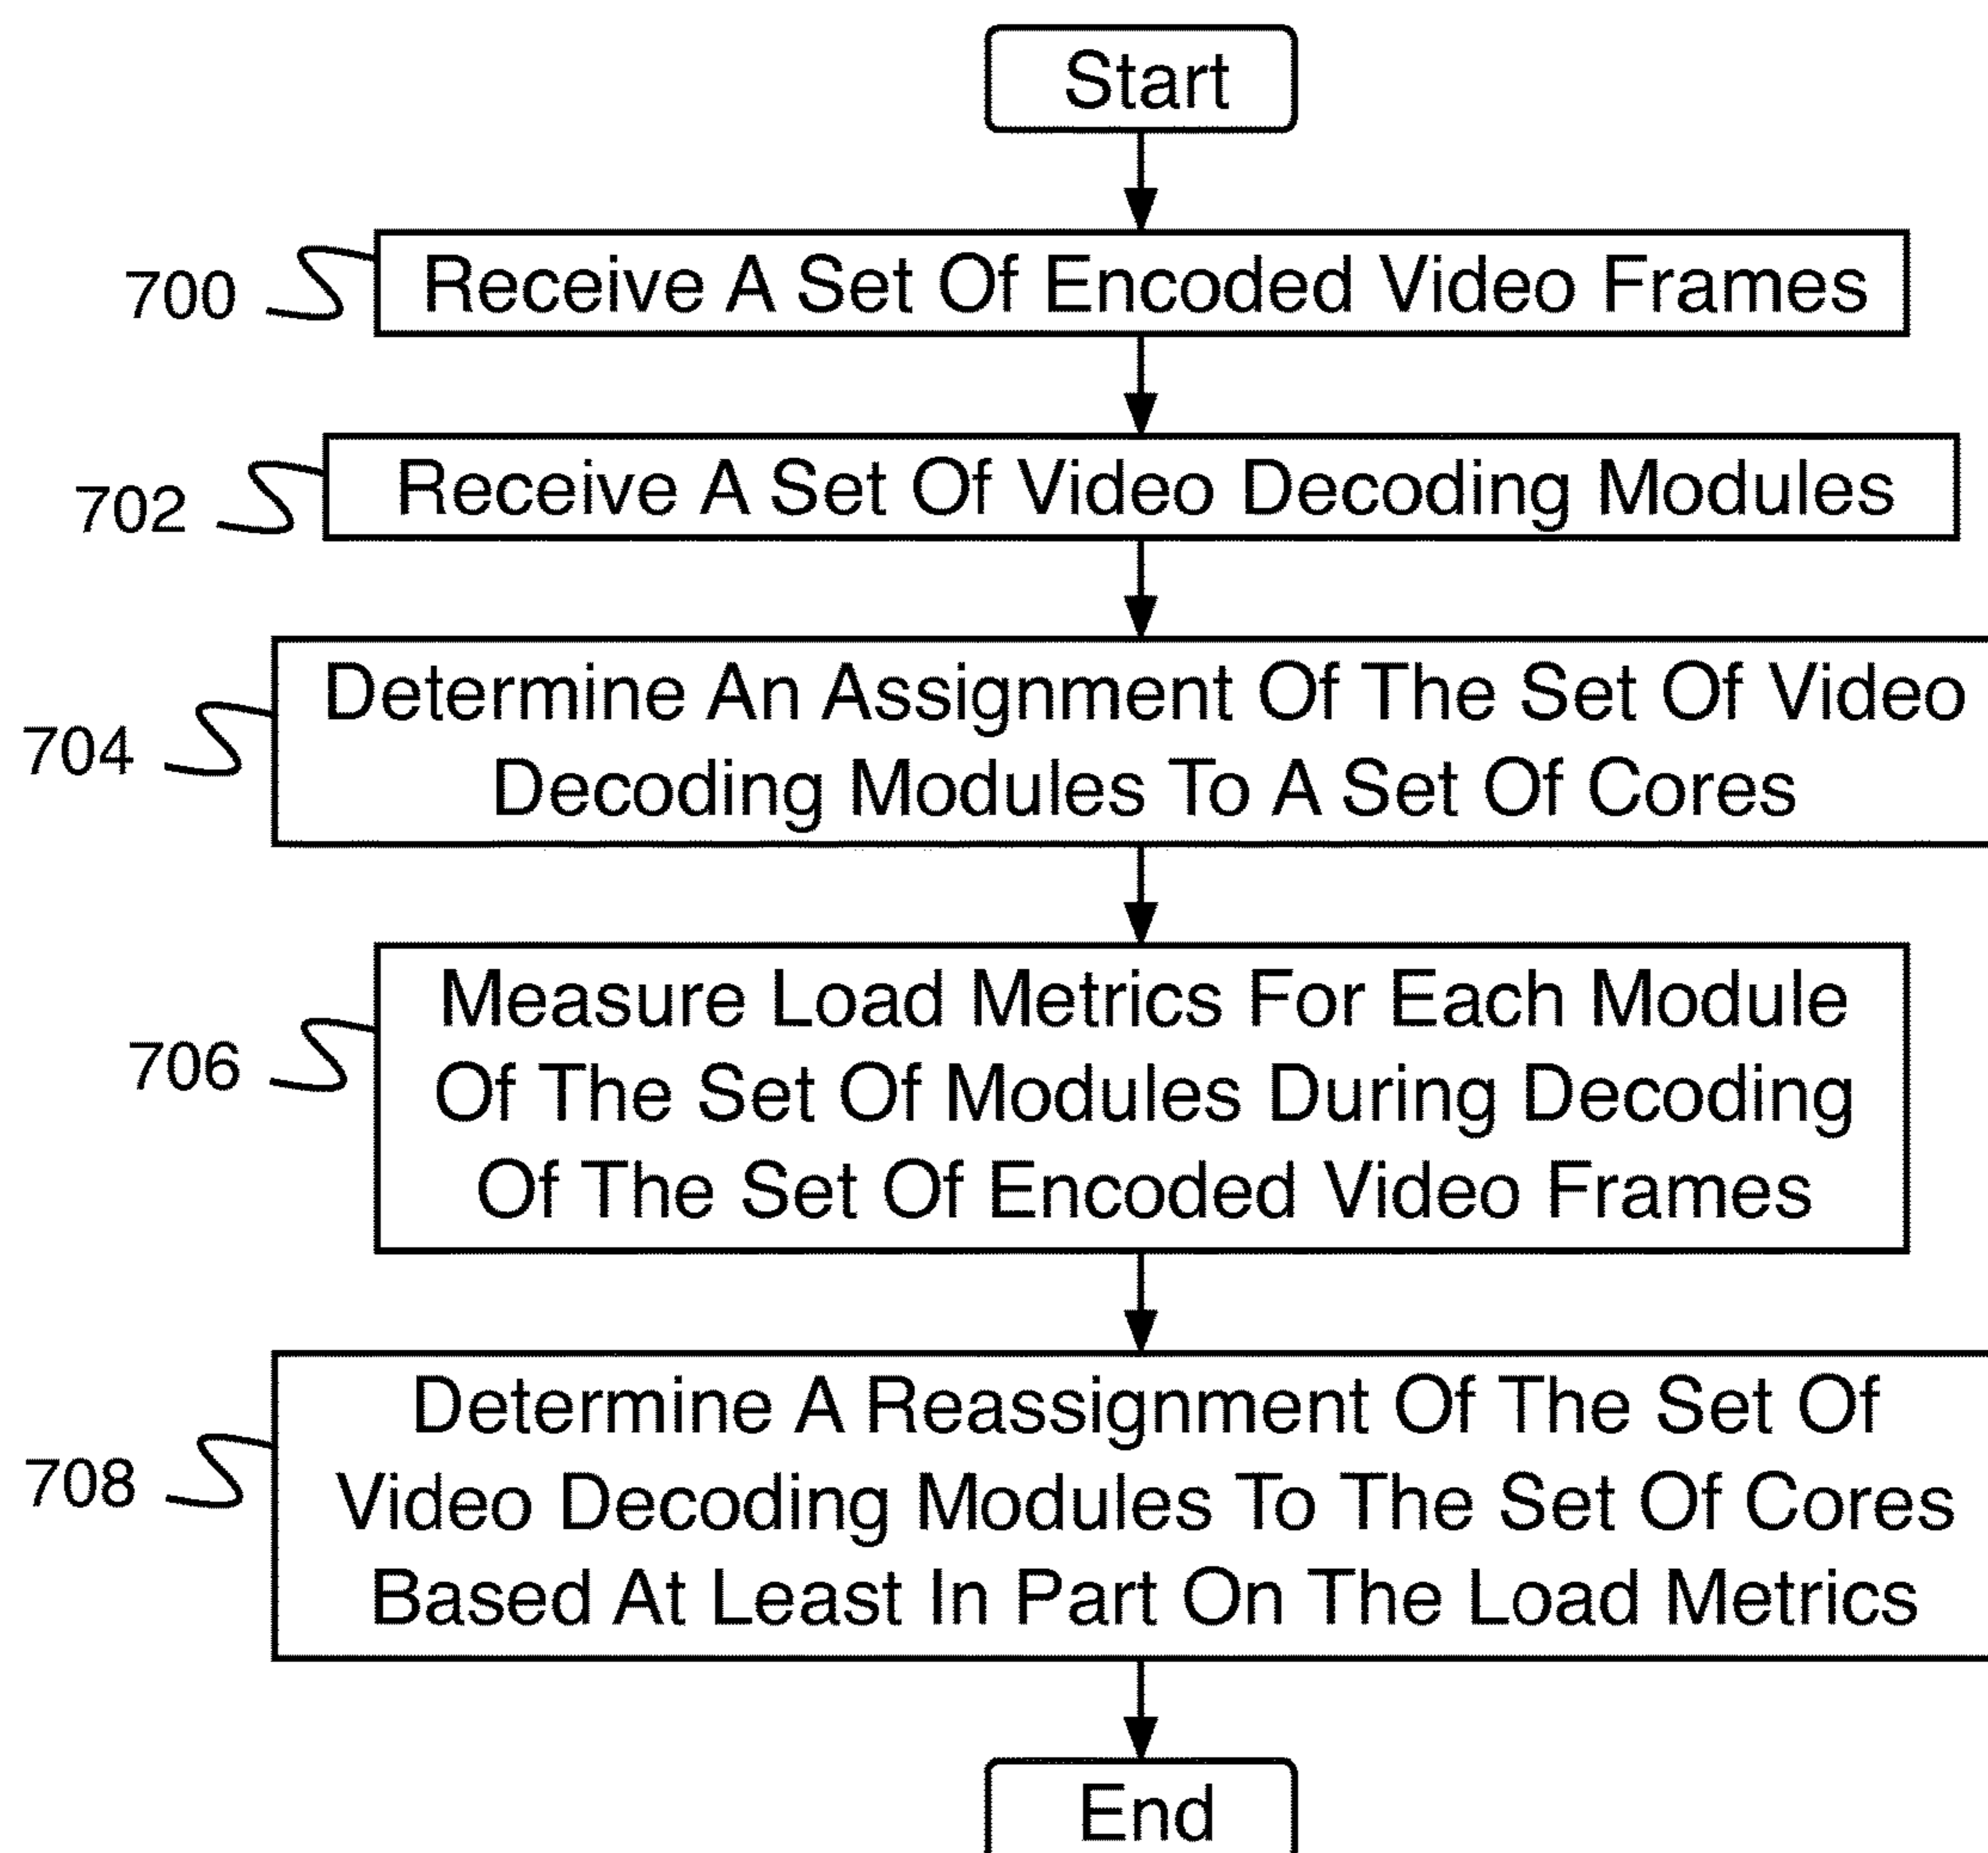 Start
700
Receive A Set Of Encoded Video Frames
702
Receive A Set Of Video Decoding Modules
704
Determine An Assignment Of The Set Of Video
Decoding Modules To A Set Of Cores
706
Measure Load Metrics For Each Module
Of The Set Of Modules During Decoding
Of The Set Of Encoded Video Frames
708
Determine A Reassignment Of The Set Of
Video Decoding Modules To The Set Of Cores
Based At Least In Part On The Load Metrics
End